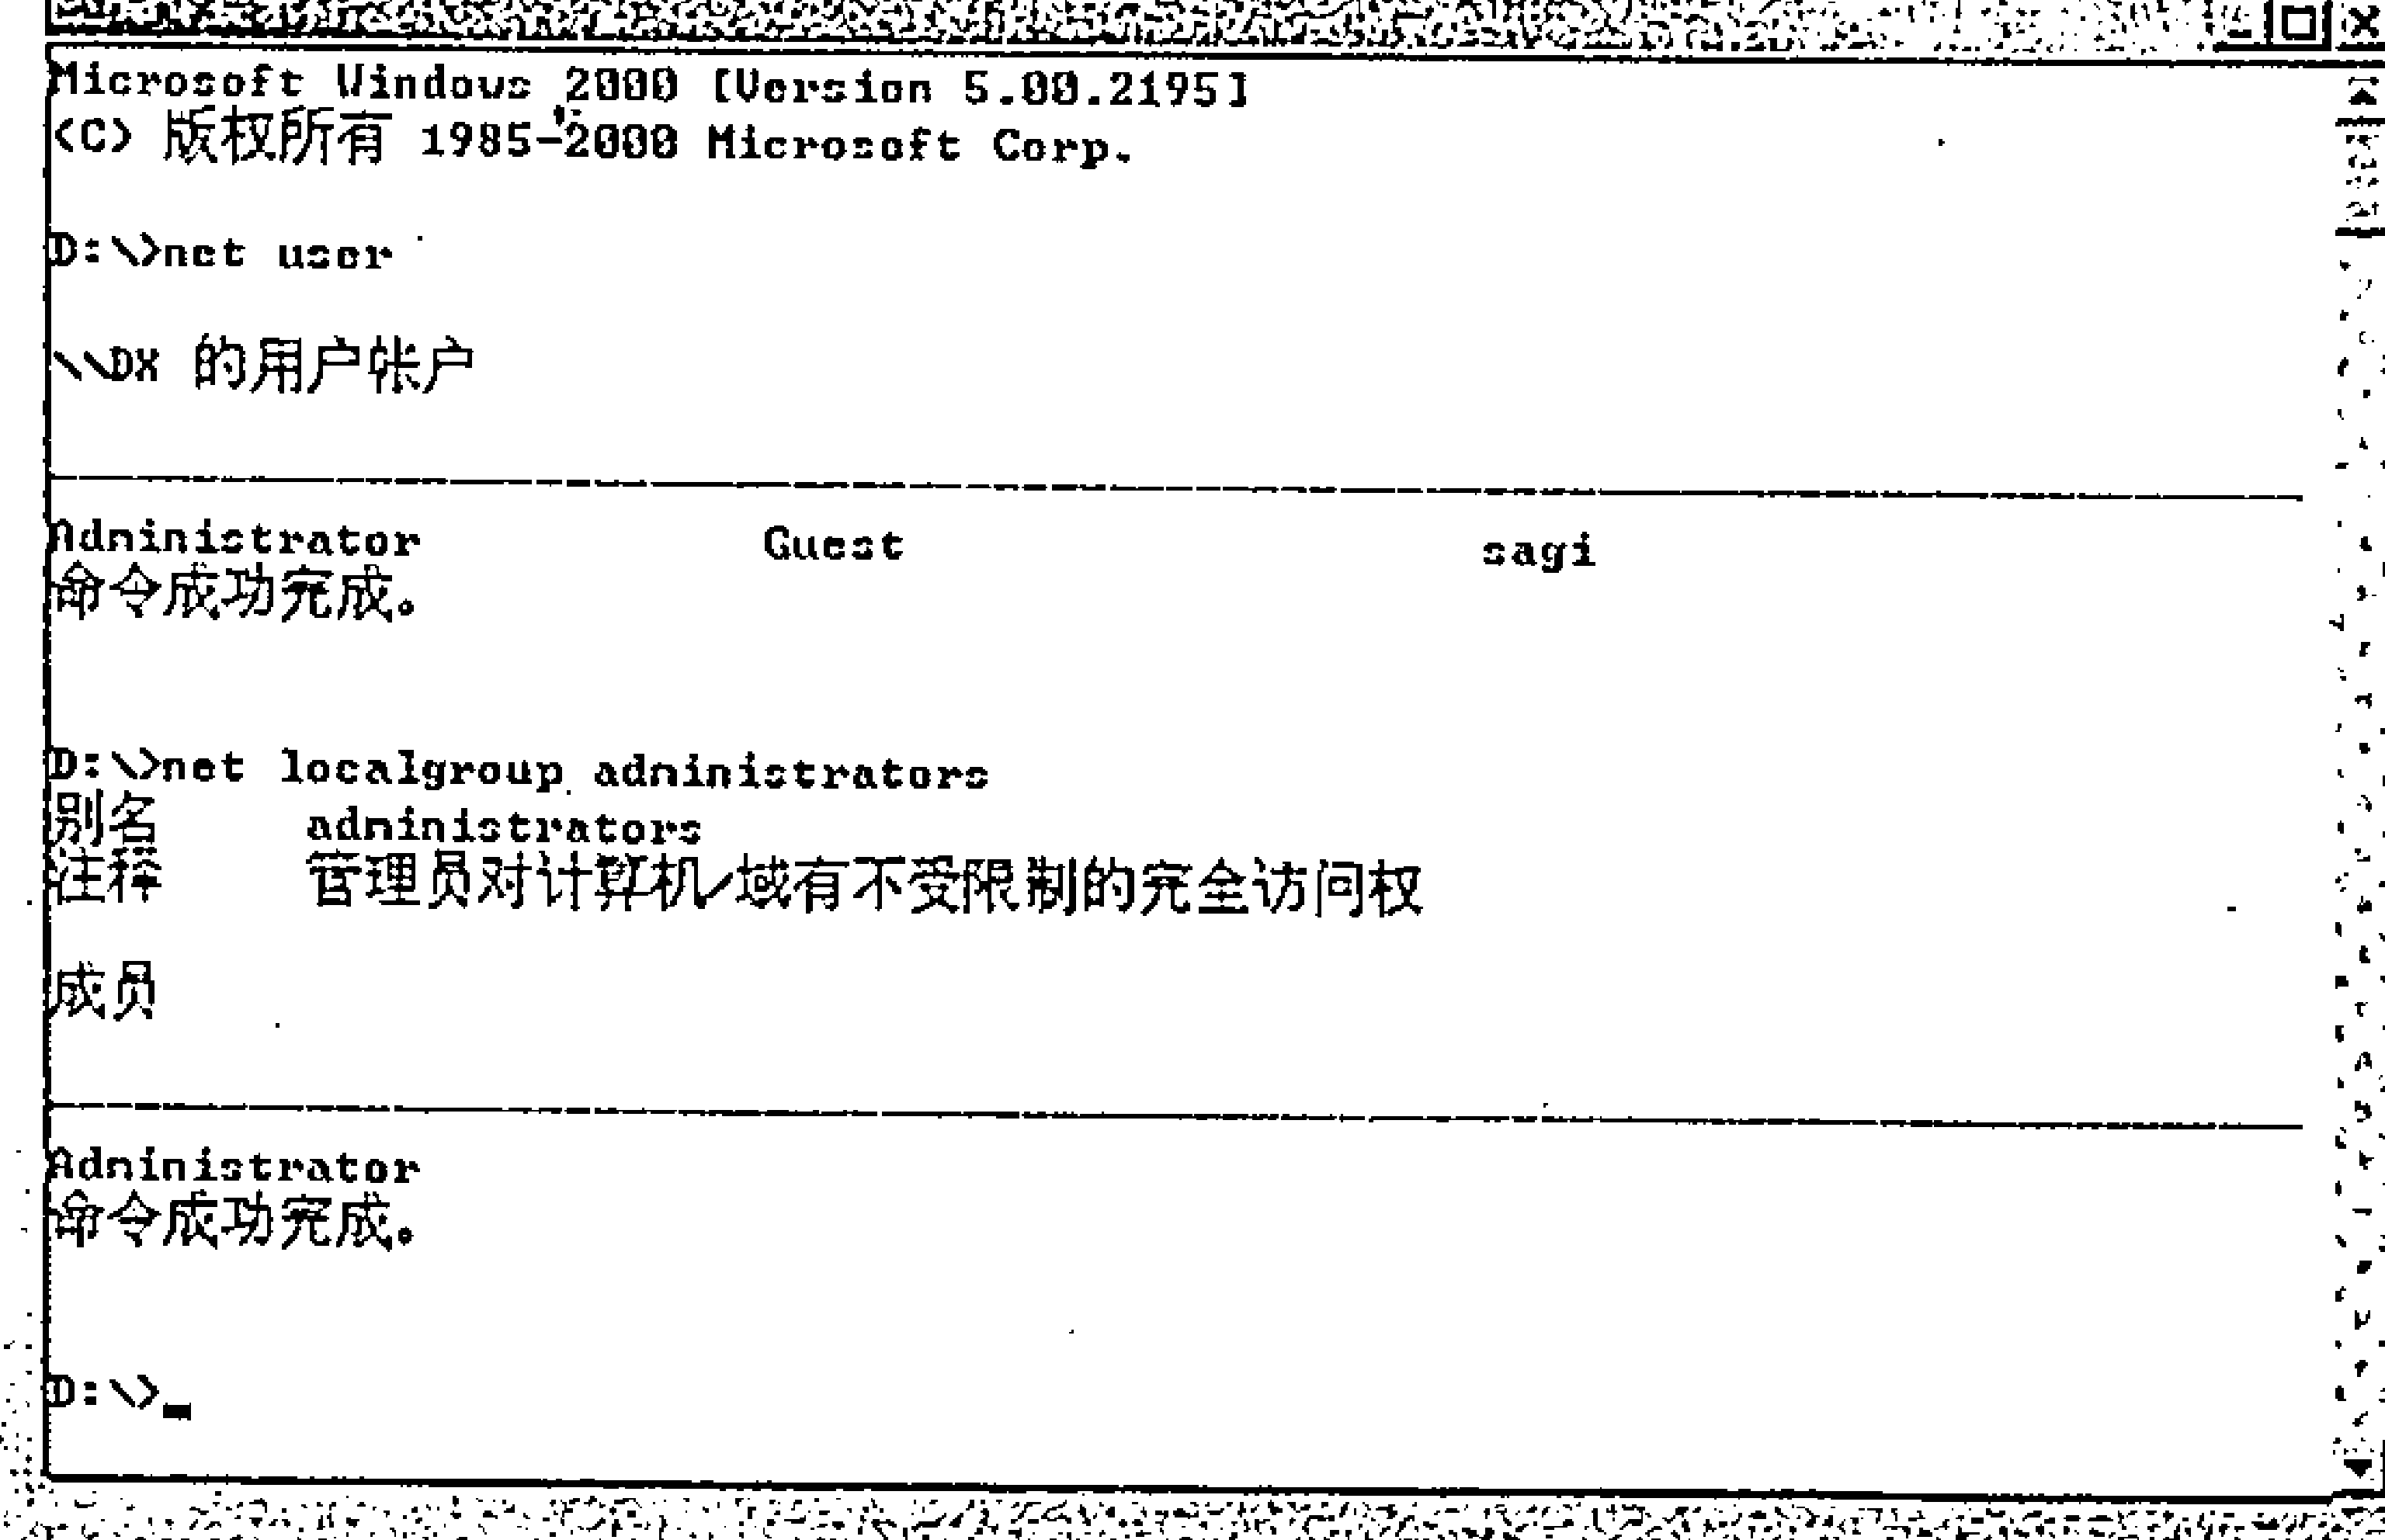 Microsoft Windows 2000 [Version 5.00.2195]
(C) 版权所有 1985-2000 Microsoft Corp.
D:\>net user
\\DX 的用户帐户
Administrator Guest sagi
命令成功完成。
D:\>net localgroup administrators
别名 administrators
注释 管理员对计算机/域有不受限制的完全访问权
成员
Administrator
命令成功完成。
D:\>_